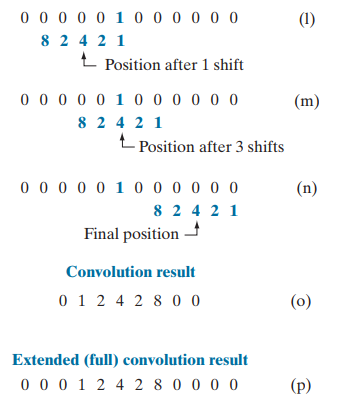 0 0 0 0 0 1 0 0 0 0 0 0 (l)
8 2 4 2 1
Position after 1 shift
0 0 0 0 0 1 0 0 0 0 0 0 (m)
8 2 4 2 1
Position after 3 shifts
0 0 0 0 0 1 0 0 0 0 0 0 (n)
8 2 4 2 1
Final position
Convolution result
0 1 2 4 2 8 0 0 (o)
Extended (full) convolution result
0 0 0 1 2 4 2 8 0 0 0 0 (p)